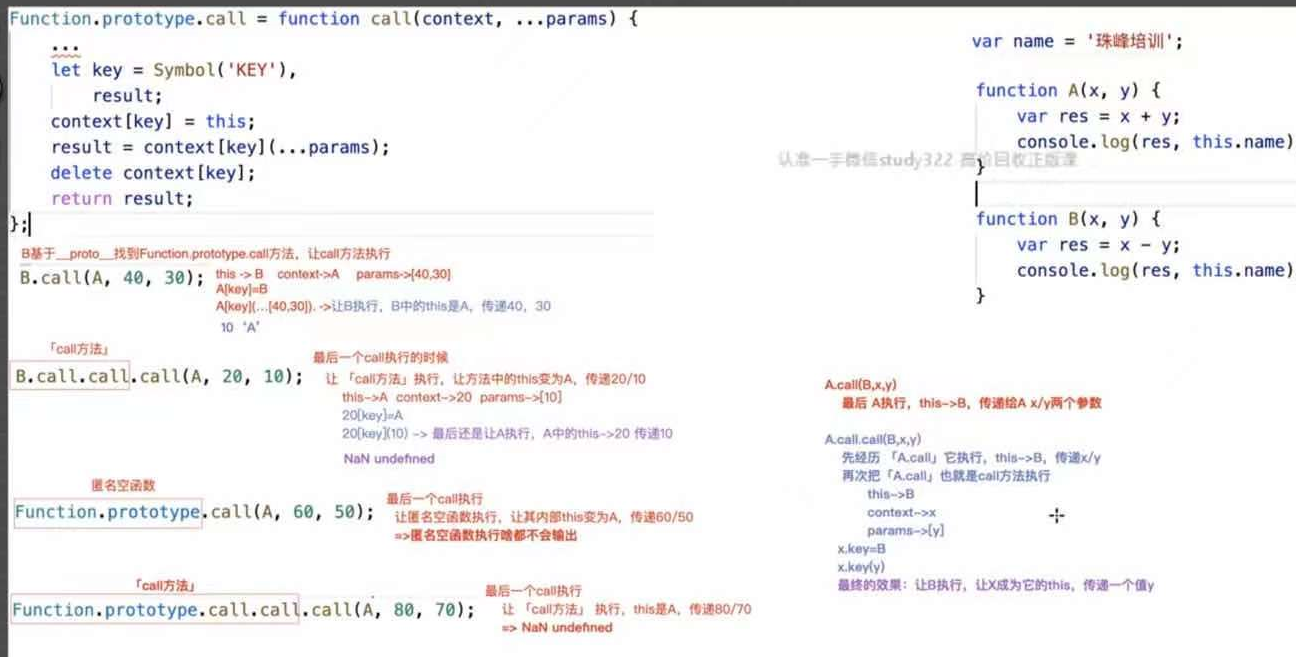 Function.prototype.call = function call(context, ...params) {
...
let key = Symbol('KEY'),
result;
context[key] = this;
result = context[key](...params);
delete context[key];
return result;
};
B基于__proto__找到Function.prototype.call方法，让call方法执行
B.call(A, 40, 30);
this -> B context->A params->[40,30]
A[key]=B
A[key](...[40,30]). ->让B执行，B中的this是A，传递40，30
10 'A'
「call方法」
B.call.call.call(A, 20, 10);
最后一个call执行的时候
让 「call方法」执行，让方法中的this变为A，传递20/10
this->A context->20 params->[10]
20[key]=A
20[key](10) -> 最后还是让A执行，A中的this->20 传递10
NaN undefined
匿名空函数
Function.prototype.call(A, 60, 50);
最后一个call执行
让匿名空函数执行，让其内部this变为A，传递60/50
=>匿名空函数执行啥都不会输出
「call方法」
Function.prototype.call.call.call(A, 80, 70);
最后一个call执行
让 「call方法」 执行，this是A，传递80/70
=> NaN undefined
var name = '珠峰培训';
function A(x, y) {
var res = x + y;
console.log(res, this.name)
}
认准一手微信study322 高价回收正版课
function B(x, y) {
var res = x - y;
console.log(res, this.name)
}
A.call(B,x,y)
最后 A执行，this->B，传递给A x/y两个参数
A.call.call(B,x,y)
先经历 「A.call」它执行，this->B，传递x/y
再次把「A.call」也就是call方法执行
this->B
context->x
params->[y]
x.key=B
x.key(y)
最终的效果：让B执行，让X成为它的this，传递一个值y